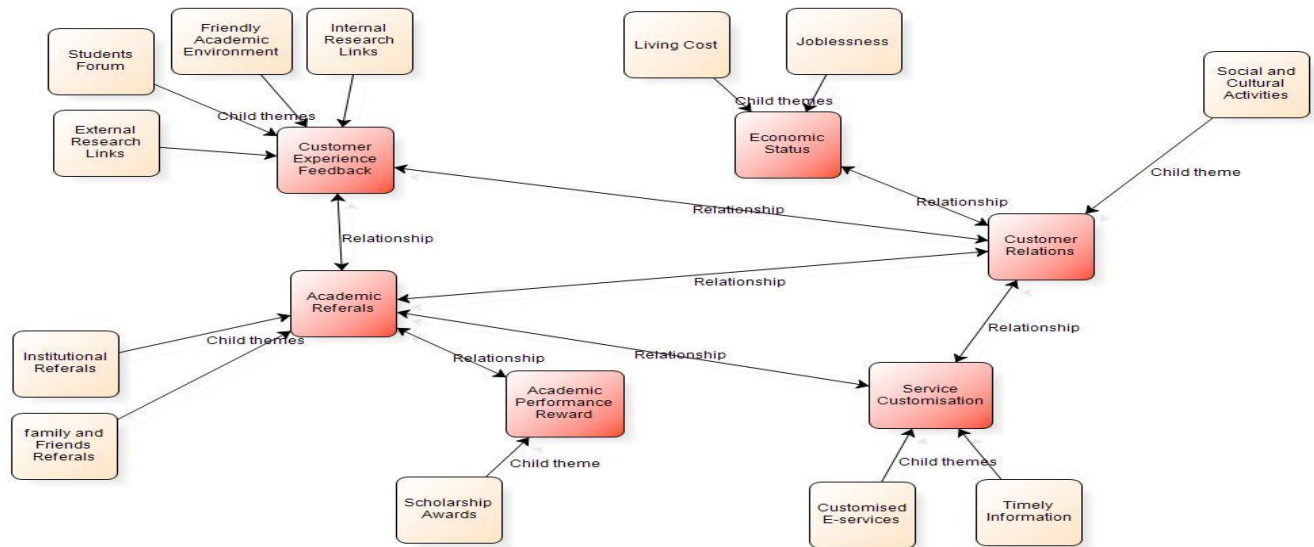 Friendly
Academic
Environment
Internal
Research
Links
Students
Forum
Living Cost
Joblessness
Social and
Cultural
Activities
Child themes
Child themes
External
Research
Links
Customer
Experience
Feedback
Economic
Status
Child theme
Relationship
Relationship
Relationship
Customer
Relations
Academic
Referals
Relationship
Institutional
Referals
Child themes
Relationship
Relationship
Relationship
Academic
Performance
Reward
Service
Customisation
family and
Friends
Referals
Child theme
Child themes
Scholarship
Awards
Customised
E-services
Timely
Information